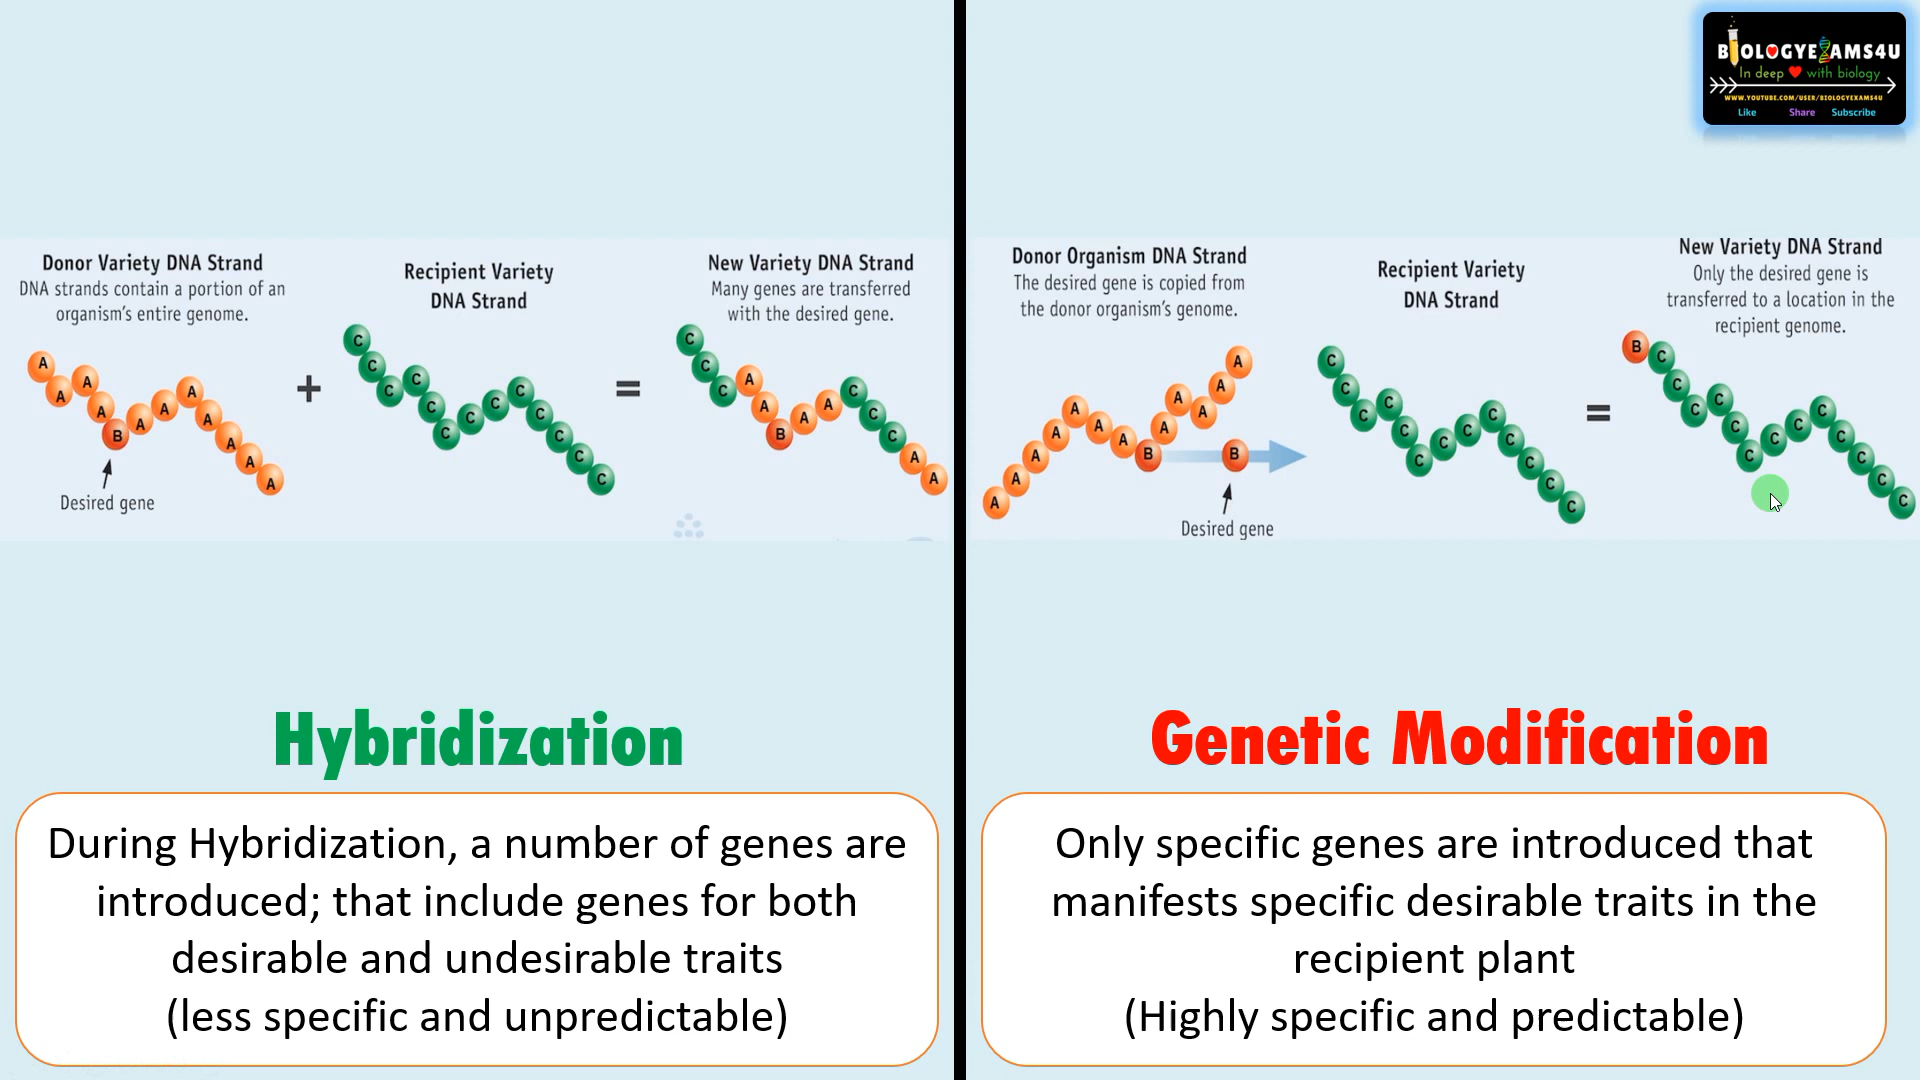 BIOLOGYEXAMS4U
In deep with biology
WWW.YOUTUBE.COM/USER/BIOLOGYEXAMS4U
Like Share Subscribe
Donor Variety DNA Strand
DNA strands contain a portion of an
organism's entire genome.
Recipient Variety
DNA Strand
New Variety DNA Strand
Many genes are transferred
with the desired gene.
A A A A B A A A A A A A
+
C C C C C C C C C C C C C
=
C C C A A B A A C C C A A
Desired gene
Donor Organism DNA Strand
The desired gene is copied from
the donor organism's genome.
Recipient Variety
DNA Strand
New Variety DNA Strand
Only the desired gene is
transferred to a location in the
recipient genome.
A A A A A A A B A A A A A
B
C C C C C C C C C C C C C
=
B C C C C C C C C C C C C C
Desired gene
Hybridization
During Hybridization, a number of genes are
introduced; that include genes for both
desirable and undesirable traits
(less specific and unpredictable)
Genetic Modification
Only specific genes are introduced that
manifests specific desirable traits in the
recipient plant
(Highly specific and predictable)